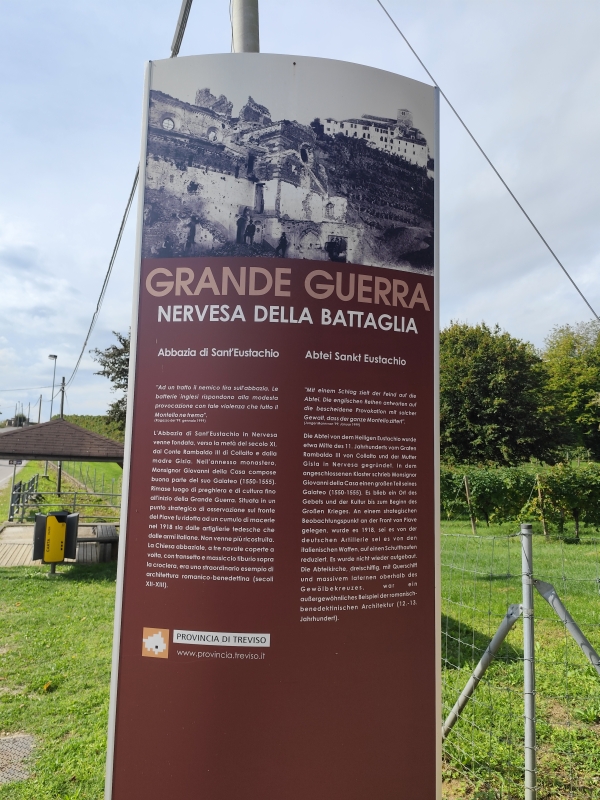 GRANDE GUERRA
NERVESA DELLA BATTAGLIA
Abbazia di Sant'Eustachio
"Ad un tratto il nemico tira sull'abbazia. Le
batterie inglesi rispondono alla modesta
provocazione con tale violenza che tutto il
Montello ne trema".
L'Abbazia di Sant'Eustachio in Nervesa
venne fondata, verso la metà del secolo XI,
dal Conte Rambaldo III di Collalto e dalla
madre Gisla. Nell'annesso monastero,
Monsignor Giovanni della Casa compose
buona parte del suo Galateo (1550-1555).
Rimase luogo di preghiera e di cultura fino
all'inizio della Grande Guerra. Situata in un
punto strategico di osservazione sul fronte
del Piave fu ridotta ad un cumulo di macerie
nel 1918 sia dalle artiglierie tedesche che
dalle armi italiane. Non venne più ricostruita.
La Chiesa abbaziale, a tre navate coperte a
volta, con transetto e massiccio tiburio sopra
la crociera, era uno straordinario esempio di
architettura romanico-benedettina (secoli
XII-XIII).
Abtei Sankt Eustachio
"Mit einem Schlag zielt der Feind auf die
Abtei. Die englischen Reihen antworten auf
die bescheidene Provokation mit solcher
Gewalt, dass der ganze Montello zittert".
Die Abtei von dem Heiligen Eustachio wurde
etwa Mitte des 11. Jahrhunderts vom Grafen
Rambaldo III von Collalto und der Mutter
Gisla in Nervesa gegründet. In dem
angeschlossenen Kloster schrieb Monsignor
Giovanni della Casa einen großen Teil seines
Galateo (1550-1555). Es blieb ein Ort des
Gebets und der Kultur bis zum Beginn des
Großen Krieges. An einem strategischen
Beobachtungspunkt an der Front von Piave
gelegen, wurde es 1918, sei es von der
deutschen Artillerie sei es von den
italienischen Waffen, auf einen Schutthaufen
reduziert. Es wurde nicht wieder aufgebaut.
Die Abteikirche, dreischiffig, mit Querschiff
und massivem laternen oberhalb des
Gewölbekreuzes, war ein
außergewöhnliches Beispiel der romanisch-
benedektinischen Architektur (12.-13.
Jahrhundert).
PROVINCIA DI TREVISO
www.provincia.treviso.it